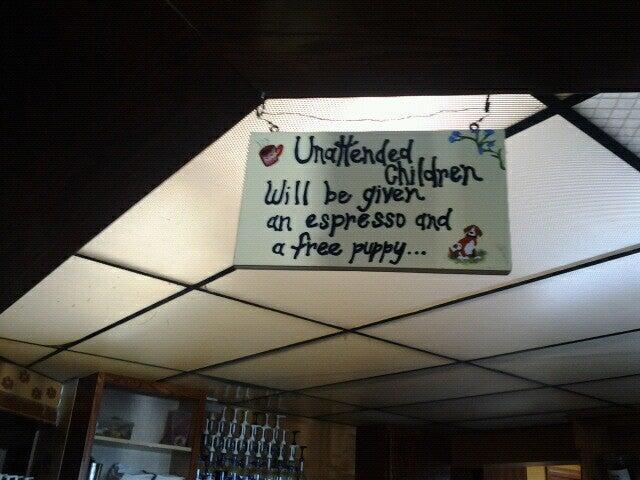 Unattended
Children
Will be given
an espresso and
a free puppy...